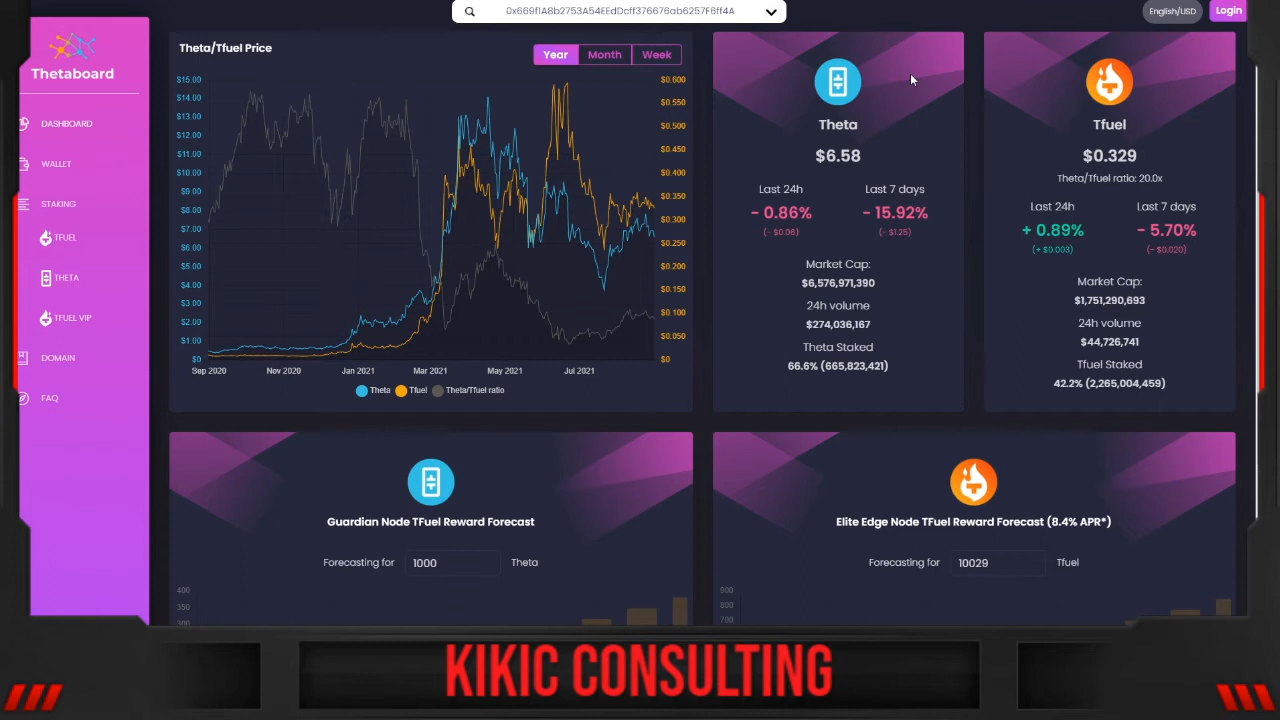 0x669f1A8b2753A54EEdDcff376676ab6257F6ff4A
English/USD
Login
Thetaboard
DASHBOARD
WALLET
STAKING
TFUEL
THETA
TFUEL VIP
DOMAIN
FAQ
Theta/Tfuel Price
Year
Month
Week
$15.00
$14.00
$13.00
$12.00
$11.00
$10.00
$9.00
$8.00
$7.00
$6.00
$5.00
$4.00
$3.00
$2.00
$1.00
$0
$0.600
$0.550
$0.500
$0.450
$0.400
$0.350
$0.300
$0.250
$0.200
$0.150
$0.100
$0.050
$0
Sep 2020
Nov 2020
Jan 2021
Mar 2021
May 2021
Jul 2021
Theta
Tfuel
Theta/Tfuel ratio
Theta
$6.58
Last 24h
Last 7 days
- 0.86%
- 15.92%
(- $0.06)
(- $1.25)
Market Cap:
$6,576,971,390
24h volume
$274,036,167
Theta Staked
66.6% (665,823,421)
Tfuel
$0.329
Theta/Tfuel ratio: 20.0x
Last 24h
Last 7 days
+ 0.89%
- 5.70%
(+ $0.003)
(- $0.020)
Market Cap:
$1,751,290,693
24h volume
$44,726,741
Tfuel Staked
42.2% (2,265,004,459)
Guardian Node TFuel Reward Forecast
Forecasting for
1000
Theta
400
350
300
Elite Edge Node TFuel Reward Forecast (8.4% APR*)
Forecasting for
10029
Tfuel
900
800
700
KIKIC CONSULTING